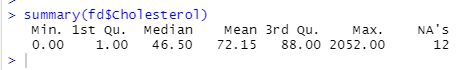 > summary(fd$Cholesterol)
Min. 1st Qu. Median Mean 3rd Qu. Max. NA's
0.00 1.00 46.50 72.15 88.00 2052.00 12
>